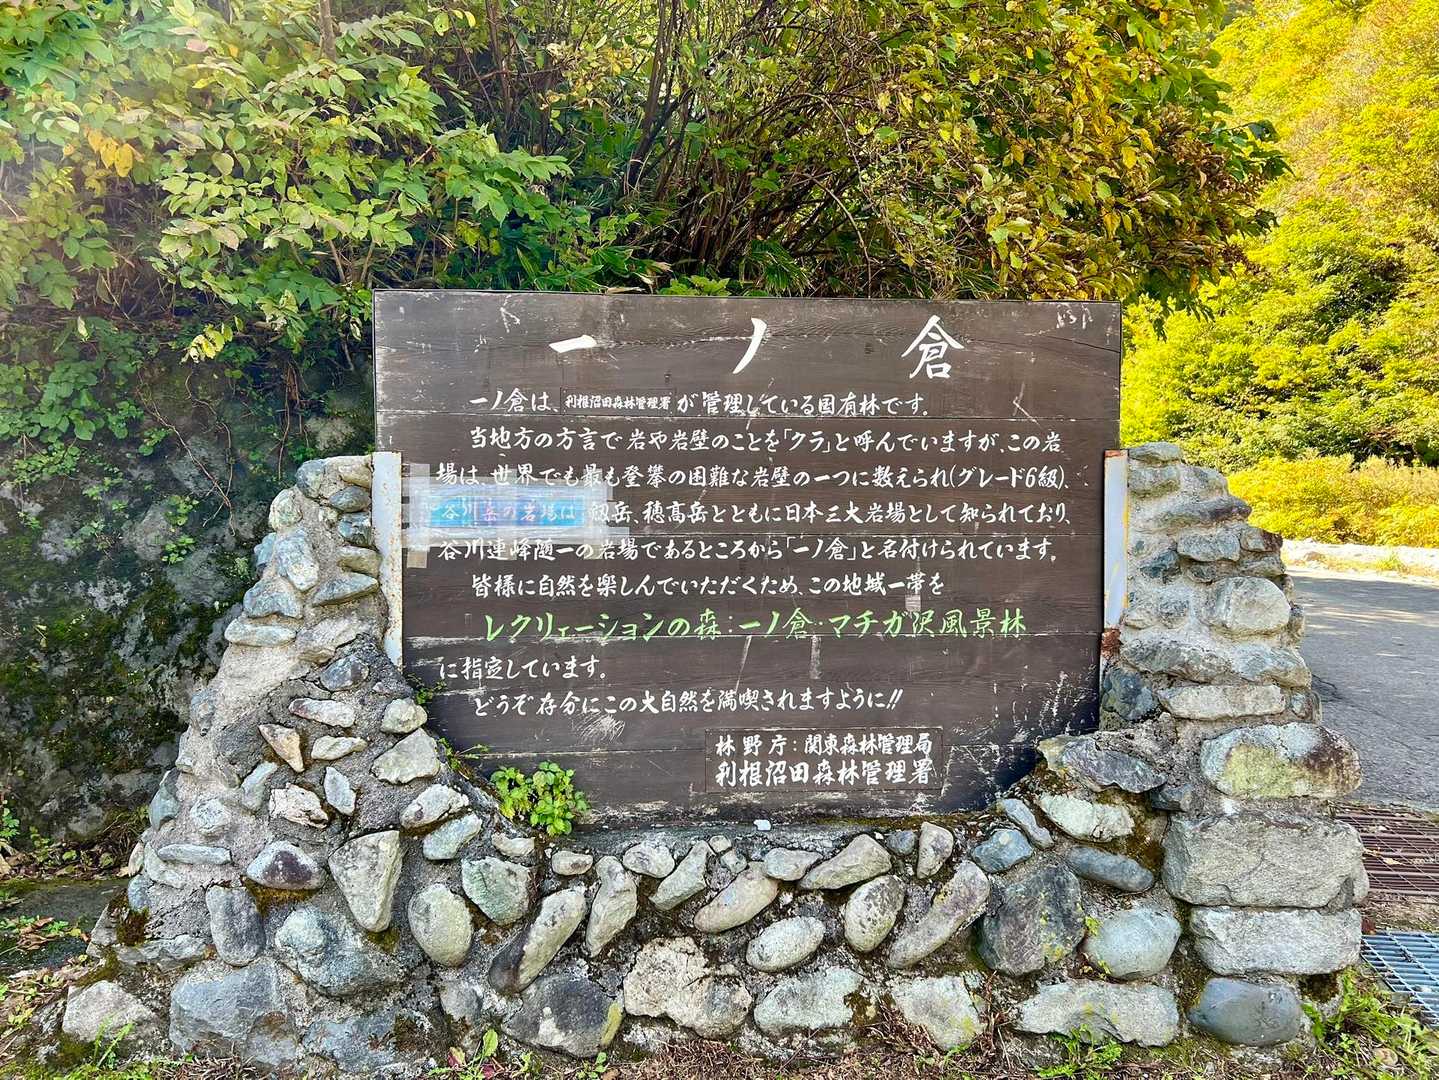 一ノ倉
一ノ倉は、利根沼田森林管理署が管理している国有林です。
当地方の方言で岩や岩壁のことを「クラ」と呼んでいますが、この岩
場は、世界でも最も登攀の困難な岩壁の一つに数えられ(グレード6級)、
谷川岳の岩場は、劔岳、穂高岳とともに日本三大岩場として知られており、
谷川連峰随一の岩場であるところから「一ノ倉」と名付けられています。
皆様に自然を楽しんでいただくため、この地域一帯を
レクリェーションの森:一ノ倉·マチガ沢風景林
に指定しています。
どうぞ存分にこの大自然を満喫されますように!!
林野庁:関東森林管理局
利根沼田森林管理署